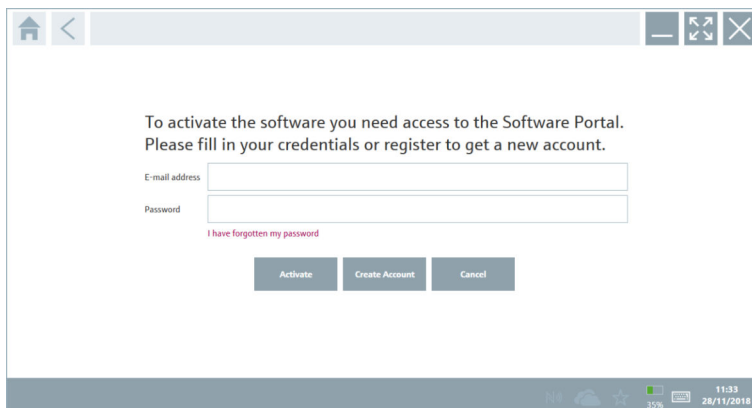 To activate the software you need access to the Software Portal.
Please fill in your credentials or register to get a new account.
E-mail address
Password
I have forgotten my password
Activate Create Account Cancel
11:33
35% 28/11/2018